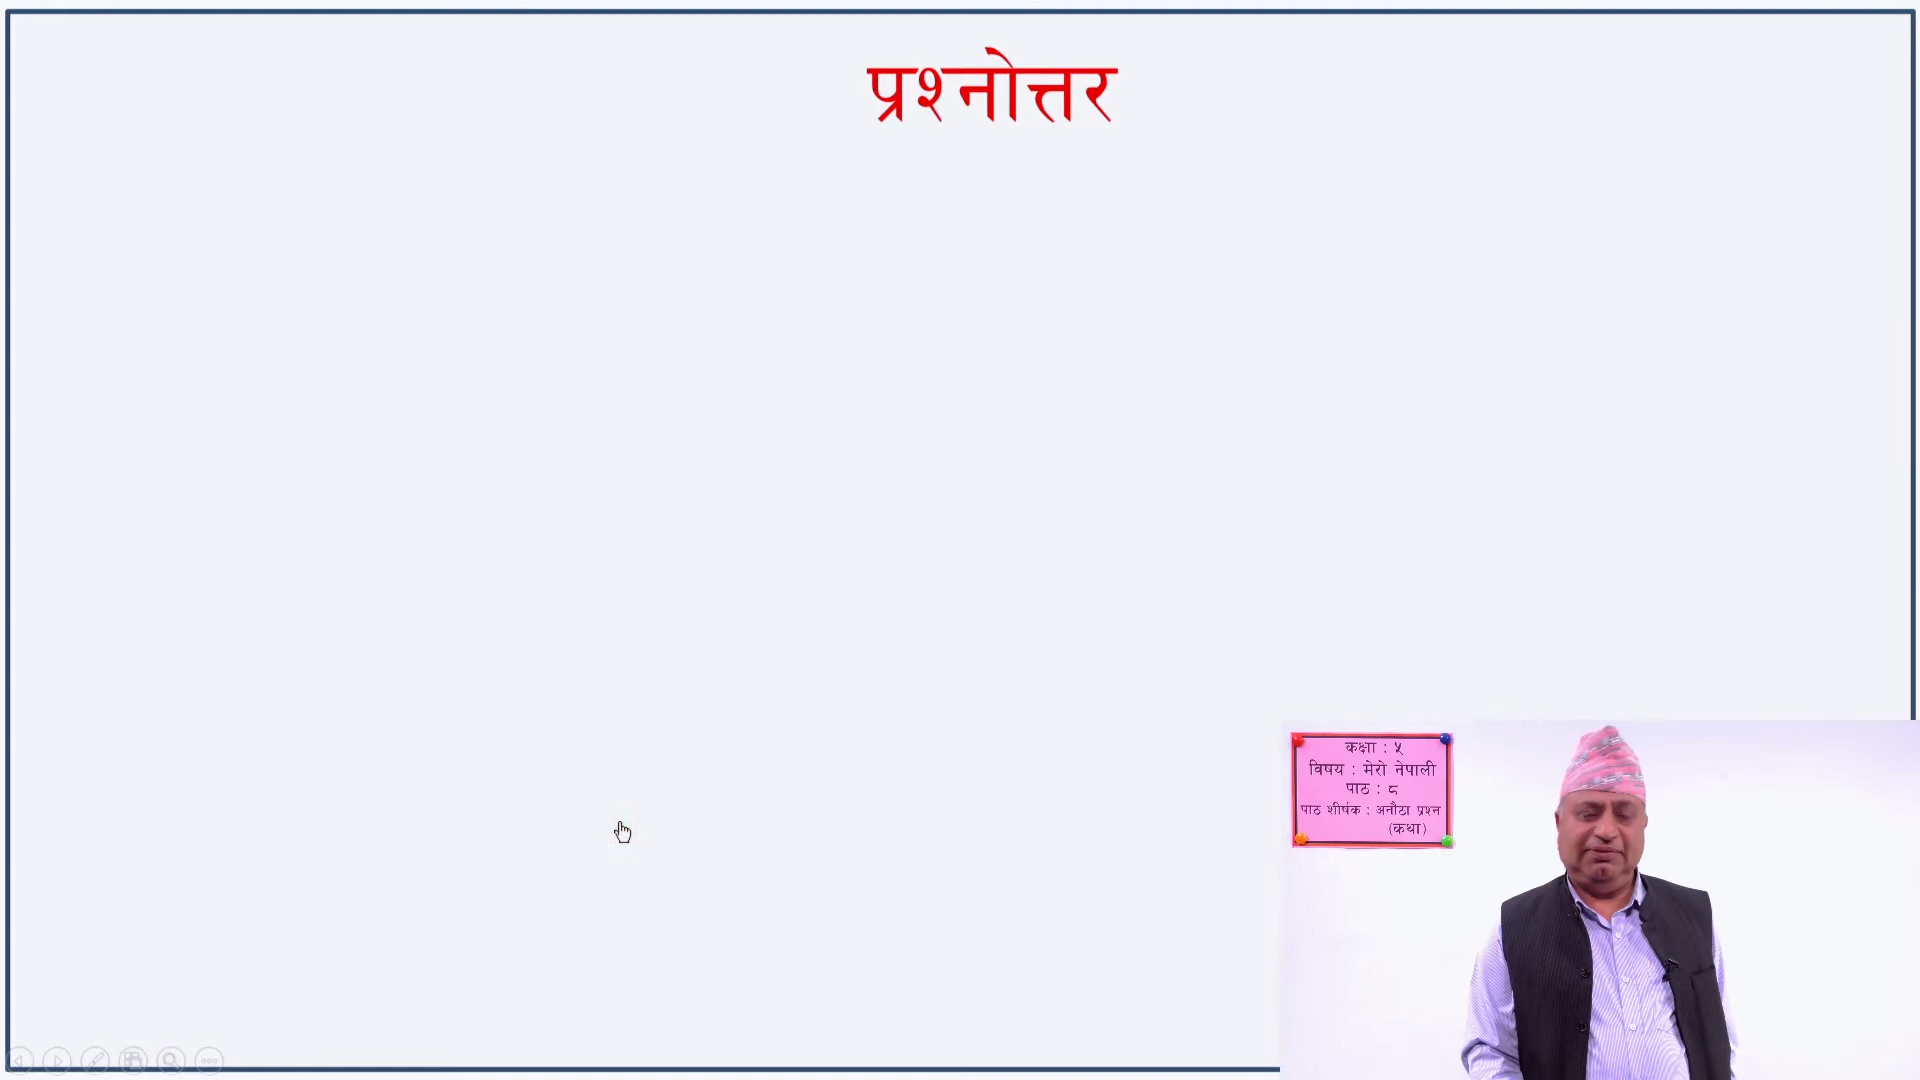 प्रश्नोत्तर
कक्षा : ५
विषय : मेरो नेपाली
पाठ : ८
पाठ शीर्षक : अनौठा प्रश्न
(कथा)